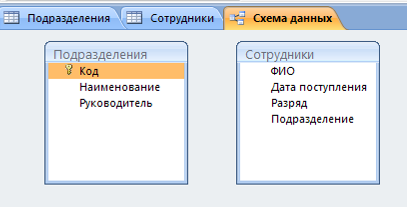 Подразделения Сотрудники Схема данных
Подразделения
Код
Наименование
Руководитель
Сотрудники
ФИО
Дата поступления
Разряд
Подразделение